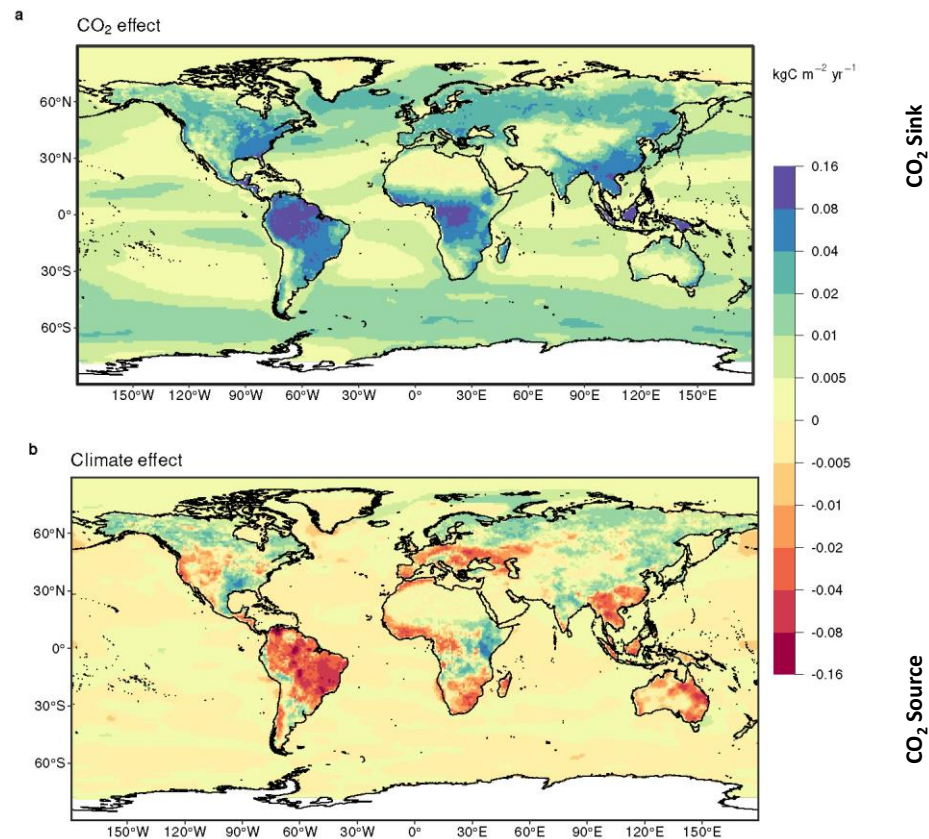 a
CO₂ effect
60°N
30°N
0°
30°S
60°S
150°W 120°W 90°W 60°W 30°W 0° 30°E 60°E 90°E 120°E 150°E
b
Climate effect
60°N
30°N
0°
30°S
60°S
150°W 120°W 90°W 60°W 30°W 0° 30°E 60°E 90°E 120°E 150°E
kgC m⁻² yr⁻¹
0.16
0.08
0.04
0.02
0.01
0.005
0
-0.005
-0.01
-0.02
-0.04
-0.08
-0.16
CO₂ Sink
CO₂ Source